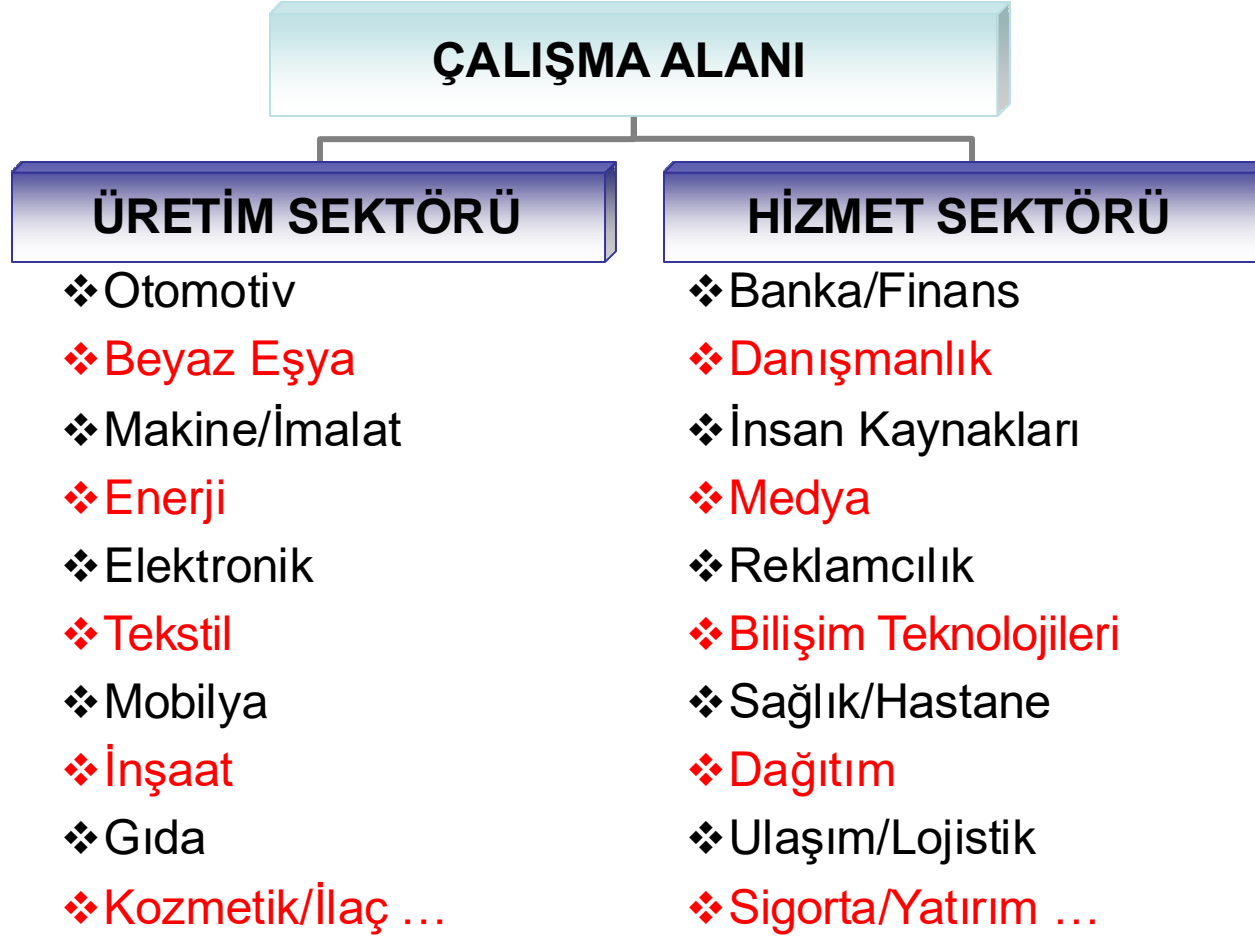 ÇALIŞMA ALANI
ÜRETİM SEKTÖRÜ
❖Otomotiv
❖Beyaz Eşya
❖Makine/İmalat
❖Enerji
❖Elektronik
❖Tekstil
❖Mobilya
❖İnşaat
❖Gıda
❖Kozmetik/İlaç …
HİZMET SEKTÖRÜ
❖Banka/Finans
❖Danışmanlık
❖İnsan Kaynakları
❖Medya
❖Reklamcılık
❖Bilişim Teknolojileri
❖Sağlık/Hastane
❖Dağıtım
❖Ulaşım/Lojistik
❖Sigorta/Yatırım …